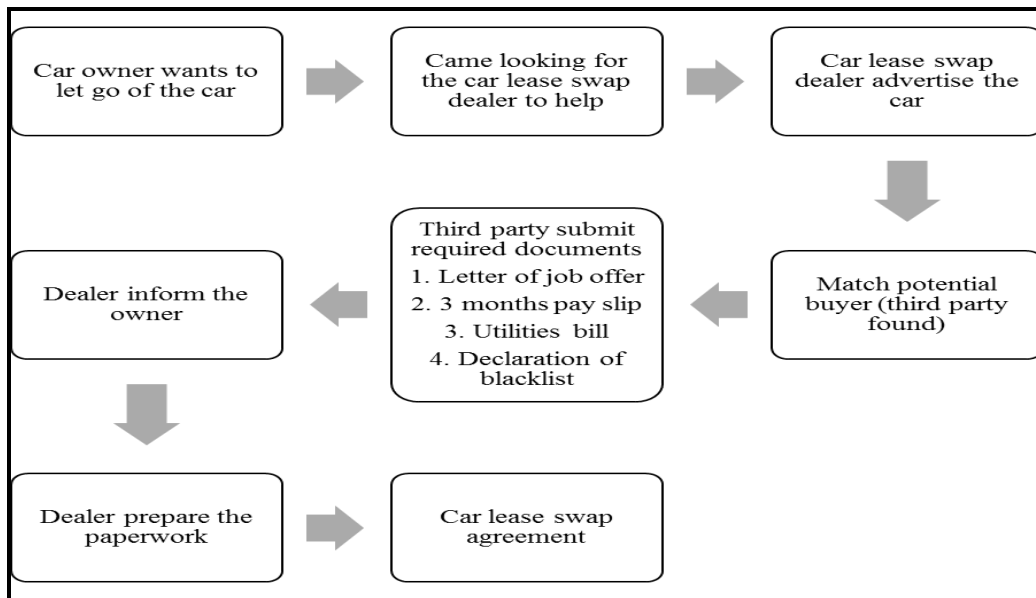 Car owner wants to
let go of the car
Came looking for
the car lease swap
dealer to help
Car lease swap
dealer advertise the
car
Match potential
buyer (third party
found)
Third party submit
required documents
1. Letter of job offer
2. 3 months pay slip
3. Utilities bill
4. Declaration of
blacklist
Dealer inform the
owner
Dealer prepare the
paperwork
Car lease swap
agreement